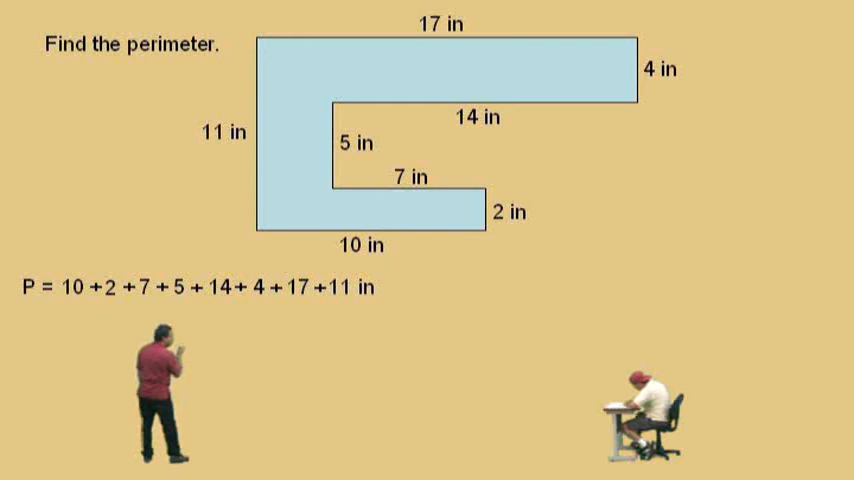 17 in
Find the perimeter.
4 in
14 in
11 in
5 in
7 in
2 in
10 in
P = 10 +2 +7 + 5 + 14+ 4 + 17 +11 in